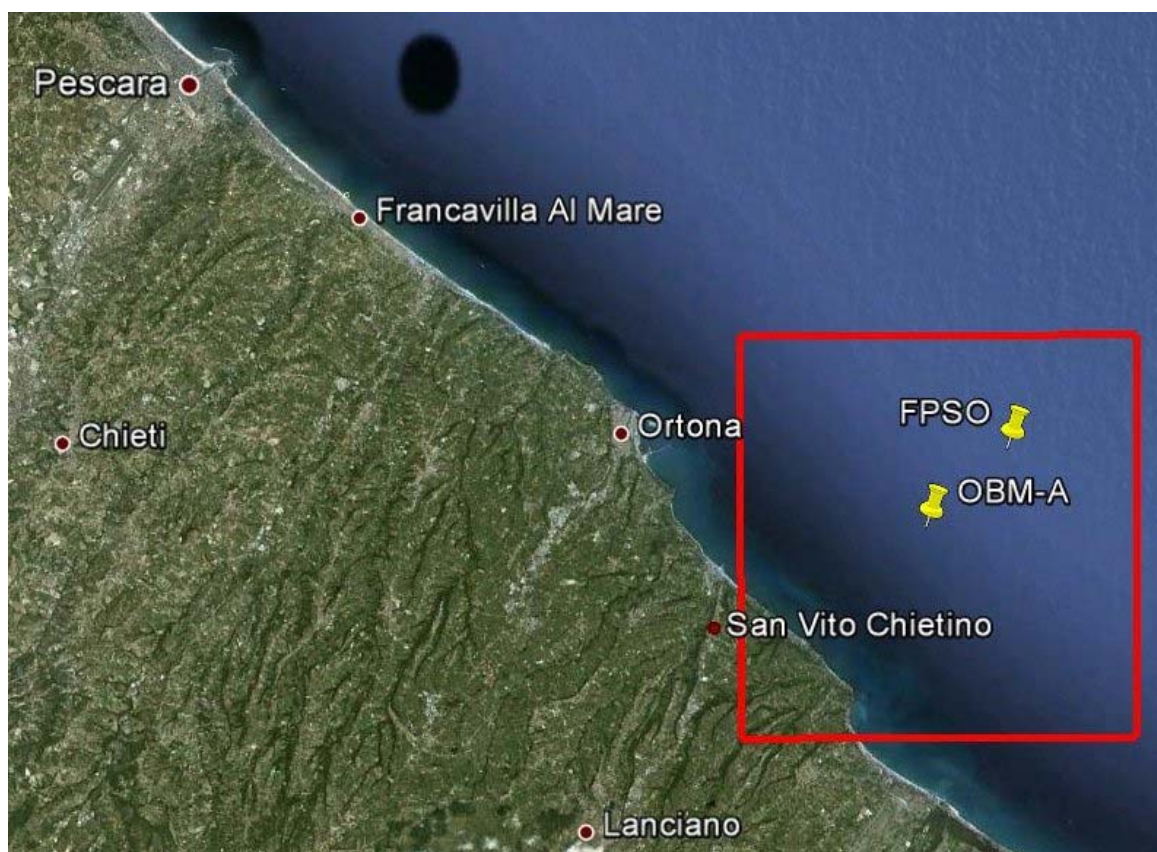 Pescara
Francavilla Al Mare
FPSO
Ortona
Chieti
OBM-A
San Vito Chietino
Lanciano